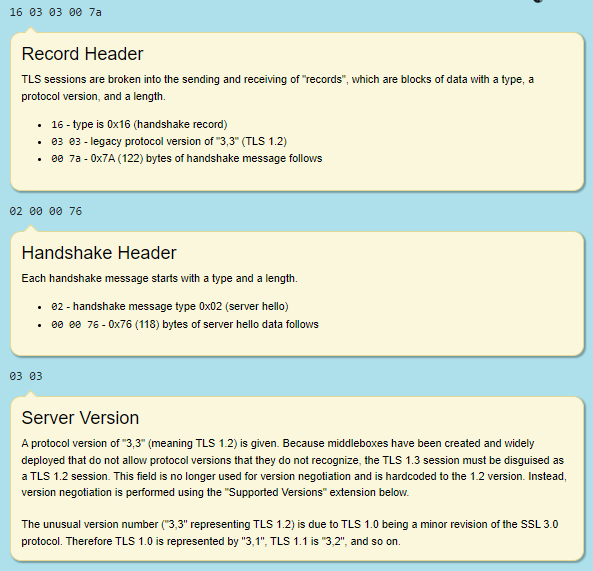 16 03 03 00 7a
Record Header
TLS sessions are broken into the sending and receiving of "records", which are blocks of data with a type, a
protocol version, and a length.
• 16 - type is 0x16 (handshake record)
• 03 03 - legacy protocol version of "3,3" (TLS 1.2)
• 00 7a - 0x7A (122) bytes of handshake message follows
02 00 00 76
Handshake Header
Each handshake message starts with a type and a length.
• 02 - handshake message type 0x02 (server hello)
• 00 00 76 - 0x76 (118) bytes of server hello data follows
03 03
Server Version
A protocol version of "3,3" (meaning TLS 1.2) is given. Because middleboxes have been created and widely
deployed that do not allow protocol versions that they do not recognize, the TLS 1.3 session must be disguised as
a TLS 1.2 session. This field is no longer used for version negotiation and is hardcoded to the 1.2 version. Instead,
version negotiation is performed using the "Supported Versions" extension below.
The unusual version number ("3,3" representing TLS 1.2) is due to TLS 1.0 being a minor revision of the SSL 3.0
protocol. Therefore TLS 1.0 is represented by "3,1", TLS 1.1 is "3,2", and so on.